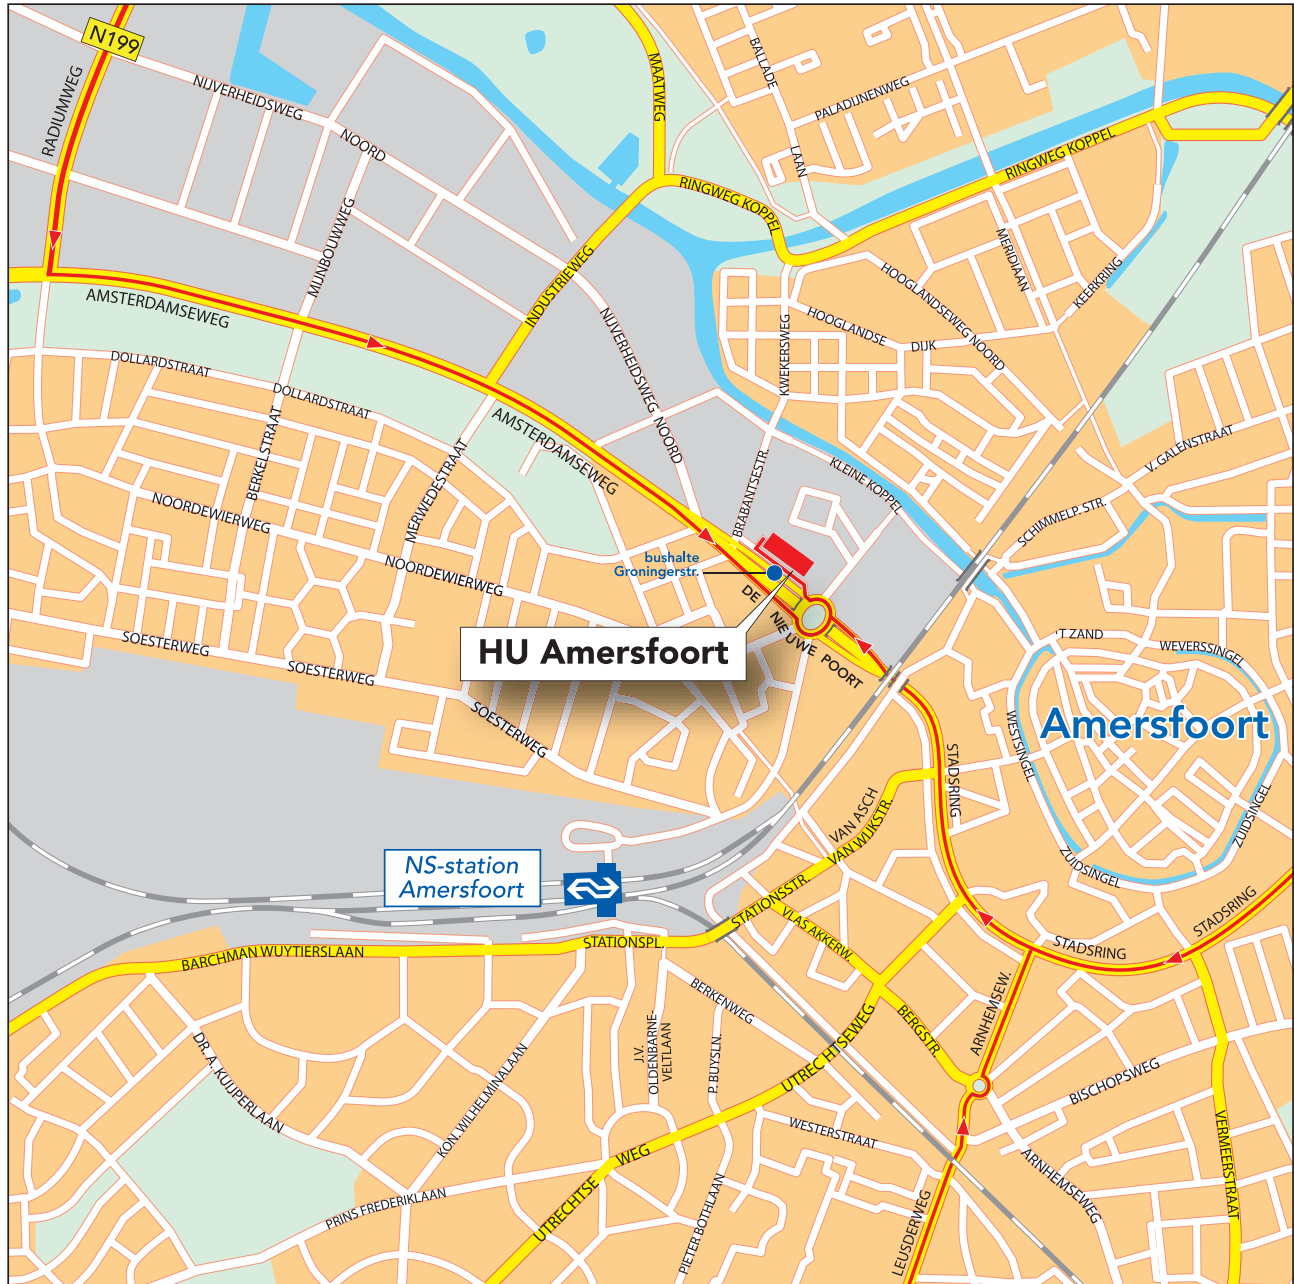 N199
RADIUMWEG
NIJVERHEIDSWEG
NOORD
MAATWEG
BALLADE
LAAN
PALADIJNENWEG
RINGWEG KOPPEL
RINGWEG KOPPEL
MIJNBOUWWEG
INDUSTRIEWEG
MERIDIAAN
KEERKRING
HOOGLANDSEWEG NOORD
HOOGLANDSE
DIJK
KWEKERSWEG
AMSTERDAMSEWEG
NIJVERHEIDSWEG NOORD
DOLLARDSTRAAT
DOLLARDSTRAAT
AMSTERDAMSEWEG
BERKELSTRAAT
MERWEDESTRAAT
BRABANTSESTR.
KLEINE KOPPEL
V. GALENSTRAAT
SCHIMMELP. STR.
NOORDEWIERWEG
NOORDEWIERWEG
bushalte
Groningerstr.
DE NIEUWE POORT
HU Amersfoort
SOESTERWEG
SOESTERWEG
SOESTERWEG
'T ZAND
WEVERSSINGEL
WESTSINGEL
Amersfoort
STADSRING
ZUIDSINGEL
ZUIDSINGEL
VAN ASCH
VAN WIJKSTR.
NS-station
Amersfoort
STATIONSSTR.
VLAS AKKERW.
STATIONSPL.
BARCHMAN WUYTIERSLAAN
STADSRING
STADSRING
ARNHEMSEW.
BERKENWEG
BERGSTR.
UTRECHTSEWEG
J.V.
OLDENBARNE-
VELTLAAN
P. BUYSLN.
DR. A. KUIJPERLAAN
KON. WILHELMINALAAN
BISCHOPSWEG
WESTERSTRAAT
VERMEERSTRAAT
ARNHEMSEWEG
UTRECHTSE
WEG
PRINS FREDERIKLAAN
PIETER BOTHLAAN
LEUSDERWEG